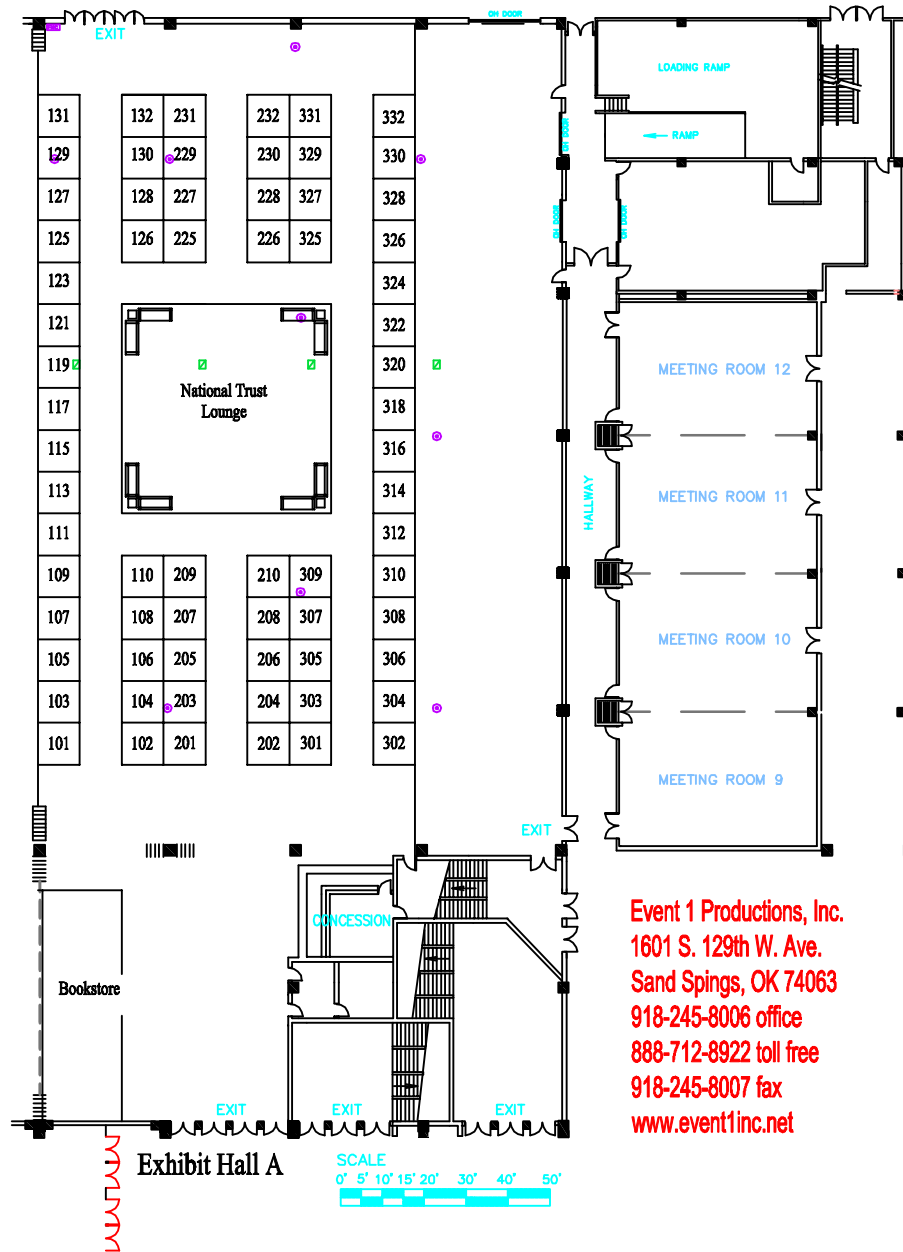 OH DOOR
EXIT
LOADING RAMP
RAMP
OH DOOR
OH DOOR
OH DOOR
131 132 231 232 331 332
129 130 229 230 329 330
127 128 227 228 327 328
125 126 225 226 325 326
123 324
121 322
119 320
117 318
115 316
113 314
111 312
National Trust
Lounge
109 110 209 210 309 310
107 108 207 208 307 308
105 106 205 206 305 306
103 104 203 204 303 304
101 102 201 202 301 302
MEETING ROOM 12
MEETING ROOM 11
HALLWAY
MEETING ROOM 10
MEETING ROOM 9
EXIT
CONCESSION
Bookstore
EXIT EXIT EXIT
Exhibit Hall A
SCALE
0' 5' 10' 15' 20' 30' 40' 50'
Event 1 Productions, Inc.
1601 S. 129th W. Ave.
Sand Spings, OK 74063
918-245-8006 office
888-712-8922 toll free
918-245-8007 fax
www.event1inc.net